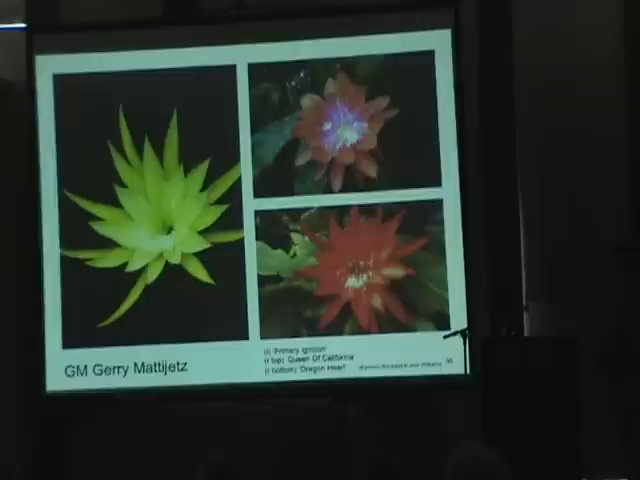 GM Gerry Mattijetz
(l) 'Primary Ignition'
(r top) 'Queen Of California'
(r bottom) 'Dragon Heart'